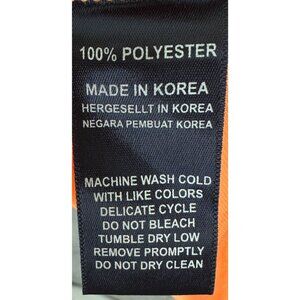 100% POLYESTER
MADE IN KOREA
HERGESELLT IN KOREA
NEGARA PEMBUAT KOREA
MACHINE WASH COLD
WITH LIKE COLORS
DELICATE CYCLE
DO NOT BLEACH
TUMBLE DRY LOW
REMOVE PROMPTLY
DO NOT DRY CLEAN